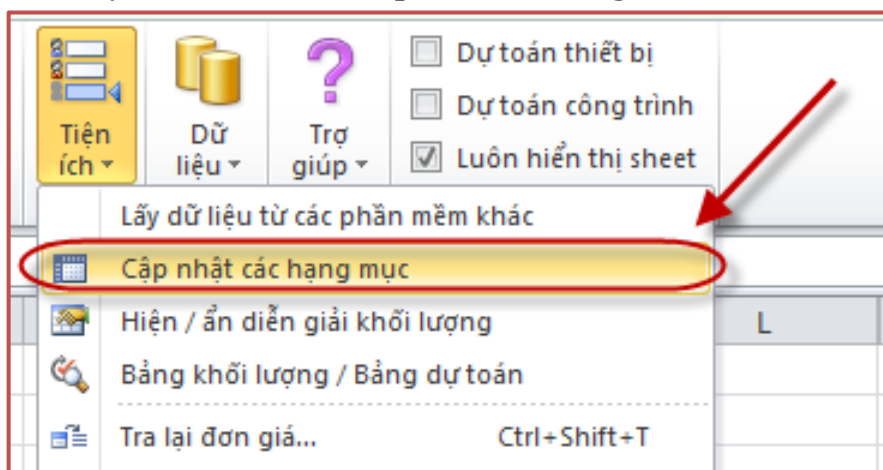 Tiện
ích
Dữ
liệu
Trợ
giúp
Dự toán thiết bị
Dự toán công trình
Luôn hiển thị sheet
Lấy dữ liệu từ các phần mềm khác
Cập nhật các hạng mục
Hiện / ẩn diễn giải khối lượng
L
Bảng khối lượng / Bảng dự toán
Tra lại đơn giá... Ctrl+Shift+T